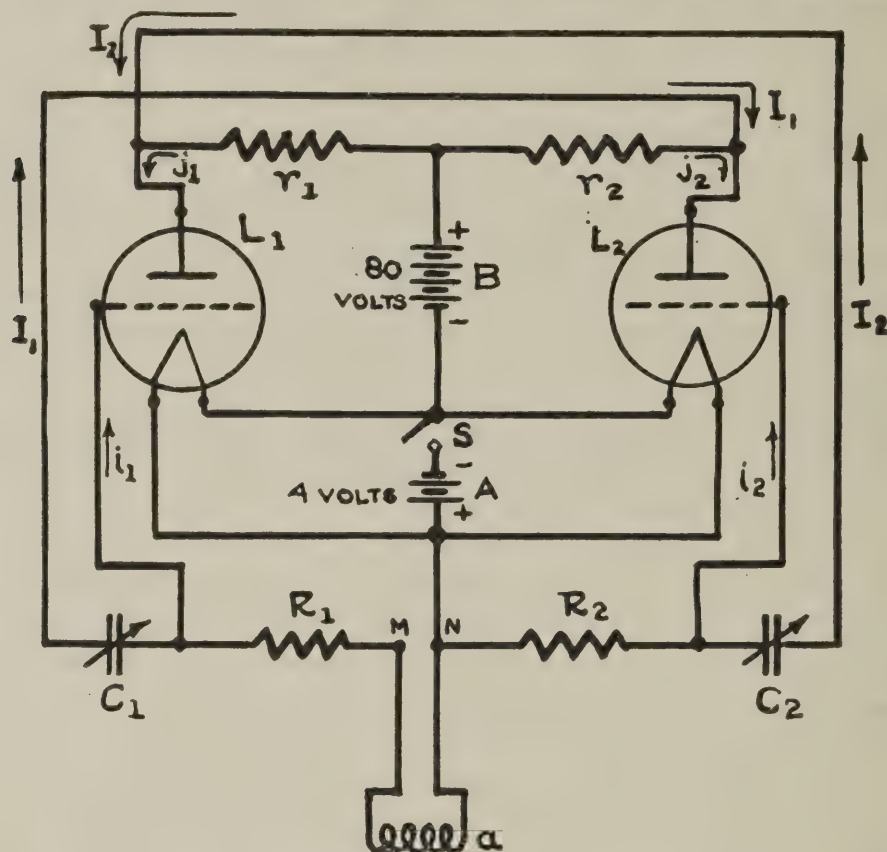 I₂
I₁
j₁
r₁
r₂
j₂
L₁
L₂
80
VOLTS
+
B
-
I₁
I₂
i₁
i₂
S
-
4 VOLTS
A
+
R₁
M
N
R₂
C₁
C₂
a